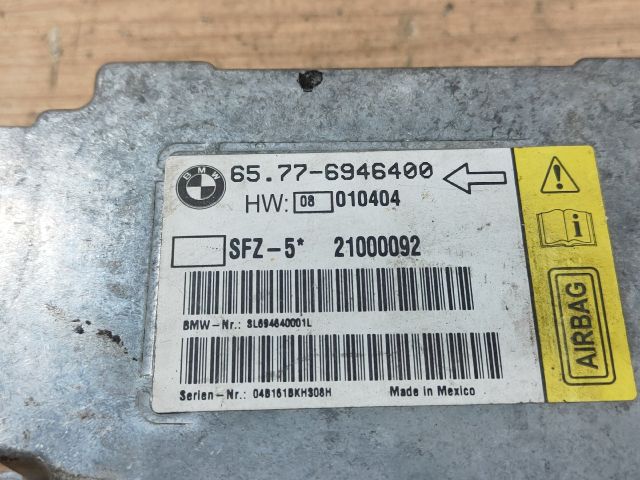 BMW
65.77-6946400
HW: 08 010404
SFZ-5* 21000092
BMW-Nr.: SL694640001L
i
AIRBAG
Serien-Nr.: 04B161BKH308H
Made in Mexico